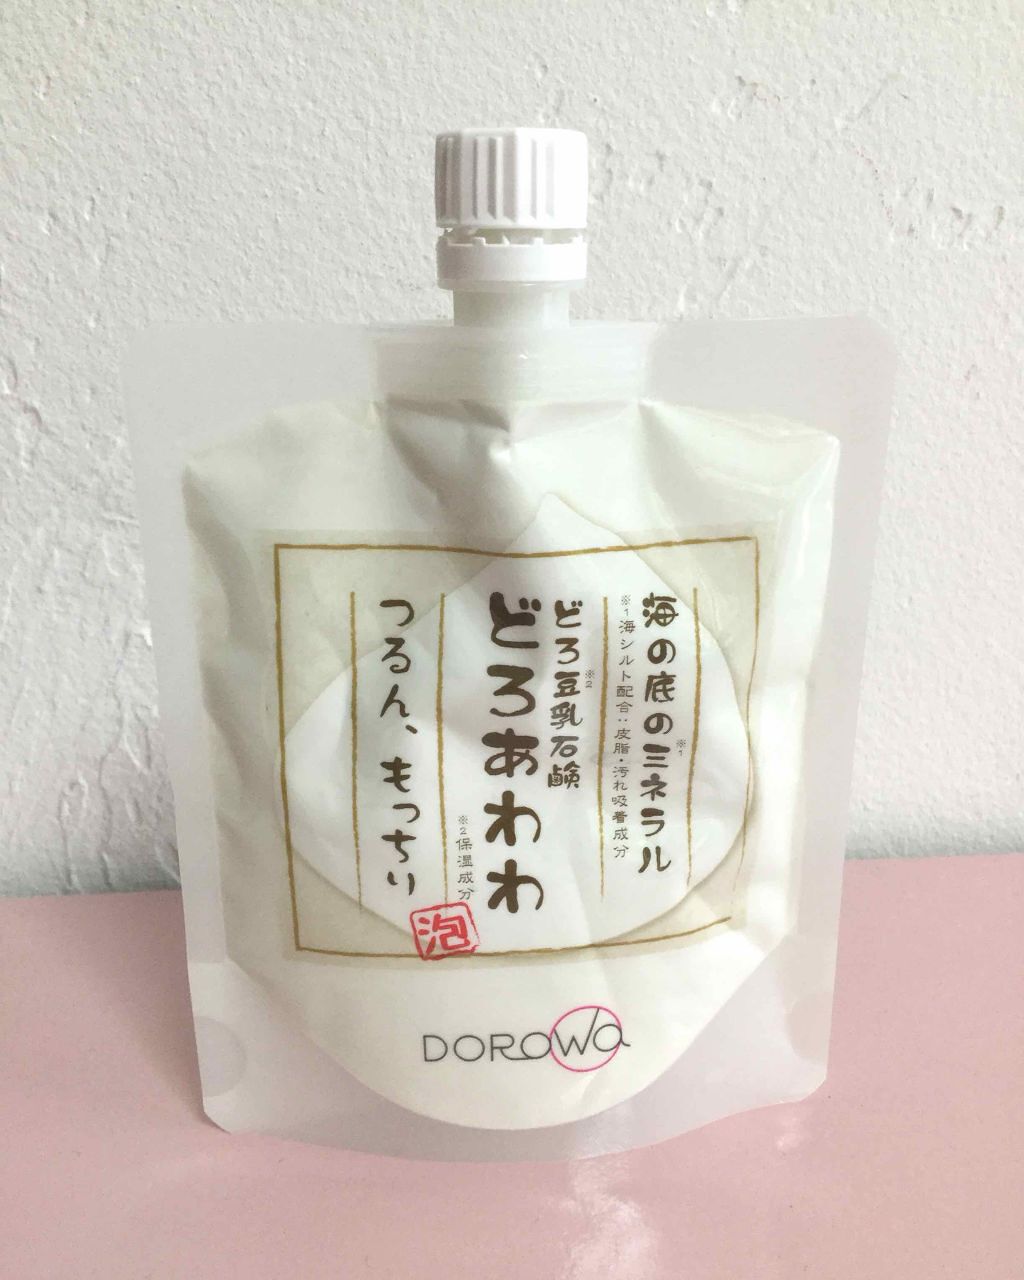 海の底のミネラル※1
※1 海シルト配合:皮脂・汚れ吸着成分
どろ豆乳石鹸※2
どろあわわ
※2 保湿成分
つるん、もっちり
泡
DOROwa